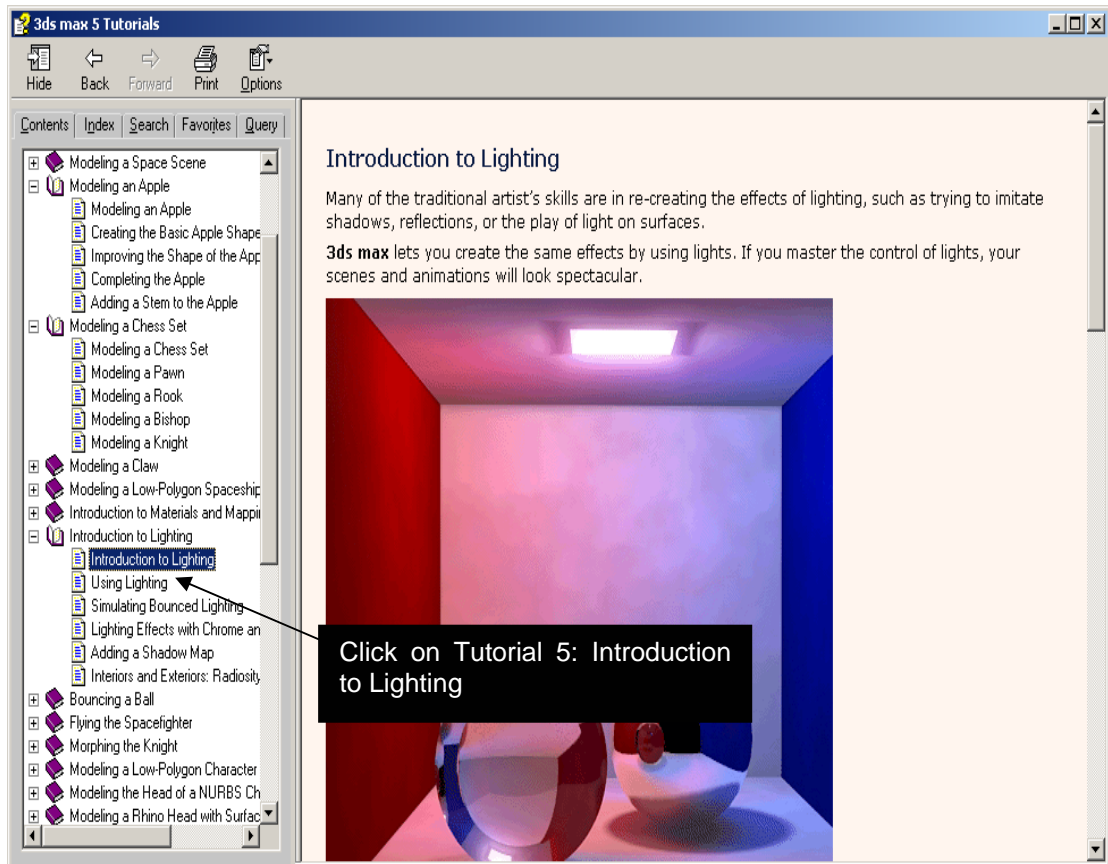 3ds max 5 Tutorials
Hide Back Forward Print Options
Contents Index Search Favorites Query
Modeling a Space Scene
Modeling an Apple
Modeling an Apple
Creating the Basic Apple Shape
Improving the Shape of the App
Completing the Apple
Adding a Stem to the Apple
Modeling a Chess Set
Modeling a Chess Set
Modeling a Pawn
Modeling a Rook
Modeling a Bishop
Modeling a Knight
Modeling a Claw
Modeling a Low-Polygon Spaceship
Introduction to Materials and Mappin
Introduction to Lighting
Introduction to Lighting
Using Lighting
Simulating Bounced Lighting
Lighting Effects with Chrome an
Adding a Shadow Map
Interiors and Exteriors: Radiosity
Bouncing a Ball
Flying the Spacefighter
Morphing the Knight
Modeling a Low-Polygon Character
Modeling the Head of a NURBS Ch
Modeling a Rhino Head with Surfac
Introduction to Lighting
Many of the traditional artist's skills are in re-creating the effects of lighting, such as trying to imitate
shadows, reflections, or the play of light on surfaces.
3ds max lets you create the same effects by using lights. If you master the control of lights, your
scenes and animations will look spectacular.
Click on Tutorial 5: Introduction
to Lighting